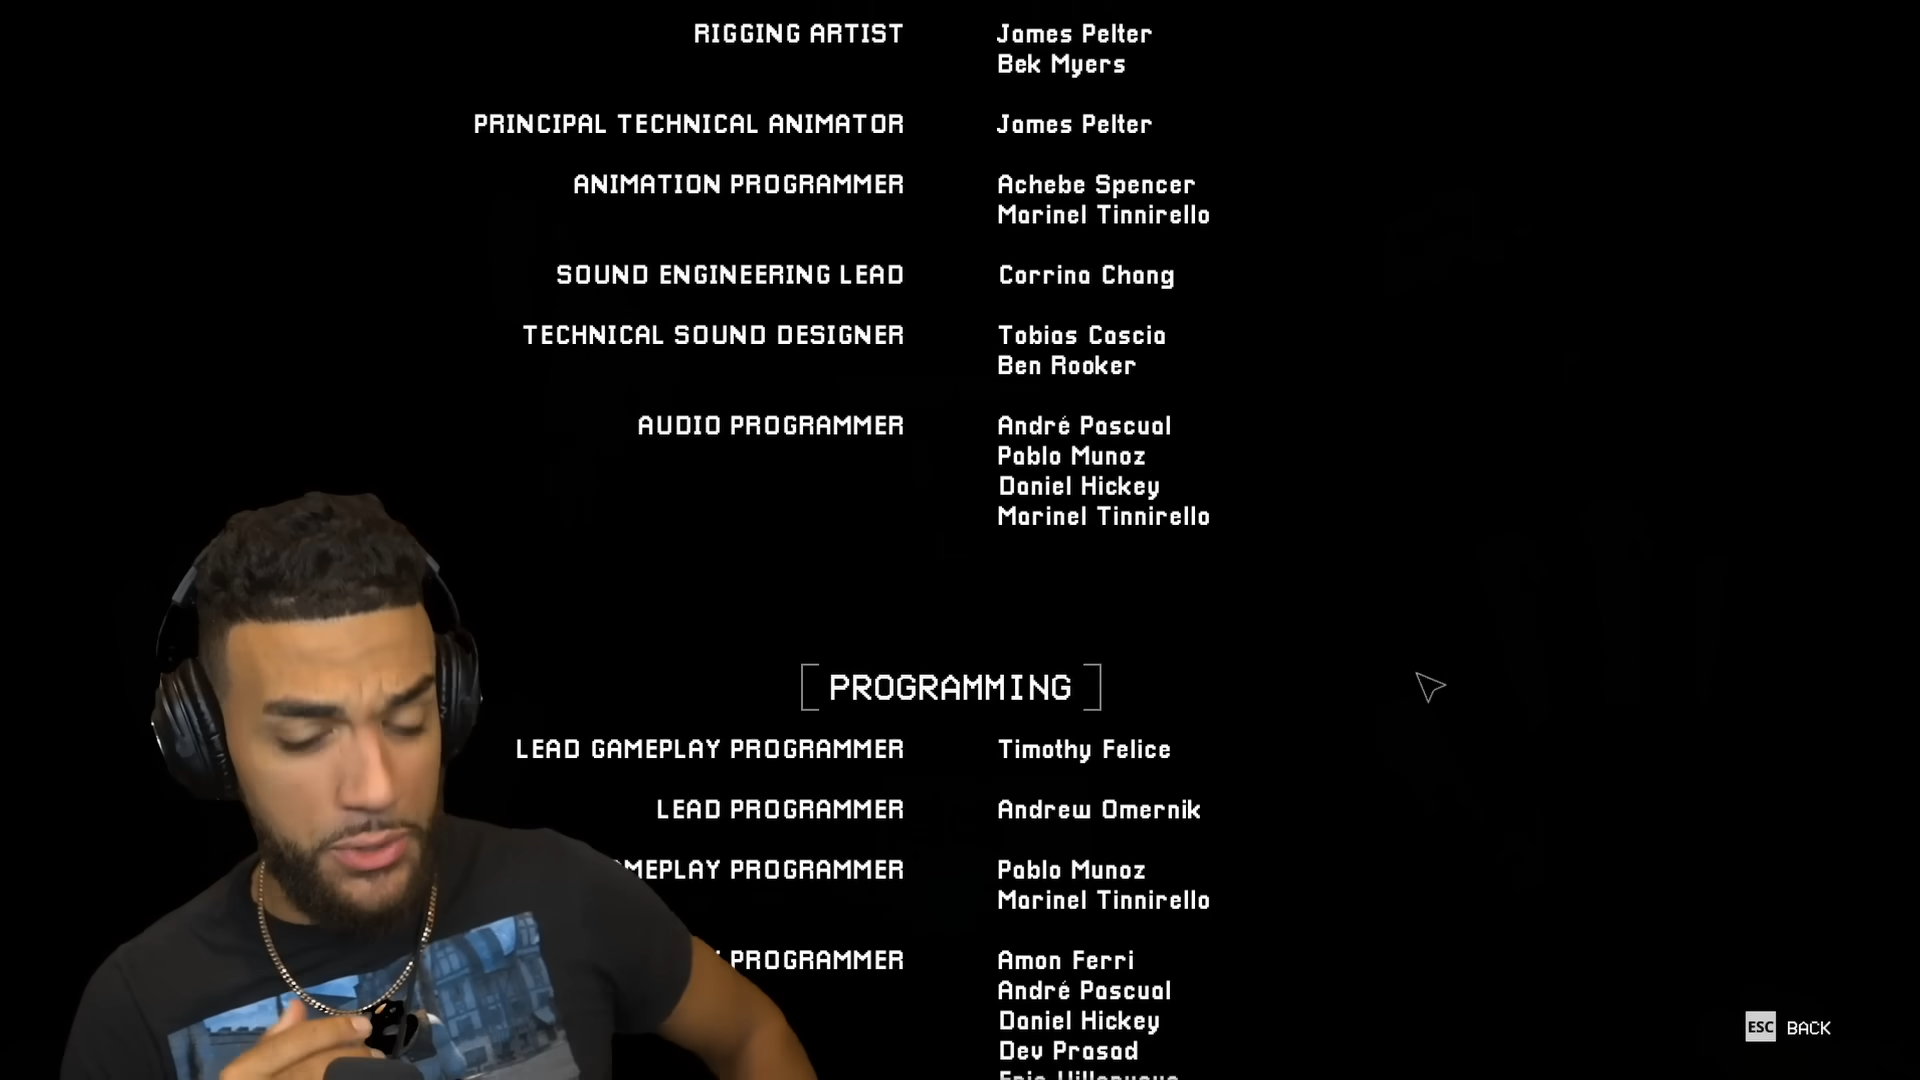 RIGGING ARTIST James Pelter
Bek Myers
PRINCIPAL TECHNICAL ANIMATOR James Pelter
ANIMATION PROGRAMMER Achebe Spencer
Marinel Tinnirello
SOUND ENGINEERING LEAD Corrina Chang
TECHNICAL SOUND DESIGNER Tobias Cascia
Ben Rooker
AUDIO PROGRAMMER André Pascual
Pablo Munoz
Daniel Hickey
Marinel Tinnirello
PROGRAMMING
LEAD GAMEPLAY PROGRAMMER Timothy Felice
LEAD PROGRAMMER Andrew Omernik
PROGRAMMER Pablo Munoz
Marinel Tinnirello
PROGRAMMER Amon Ferri
André Pascual
Daniel Hickey
Dev Prasad
ESC BACK